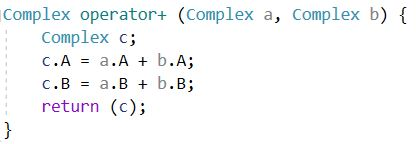 Complex operator+ (Complex a, Complex b) {
    Complex c;
    c.A = a.A + b.A;
    c.B = a.B + b.B;
    return (c);
}